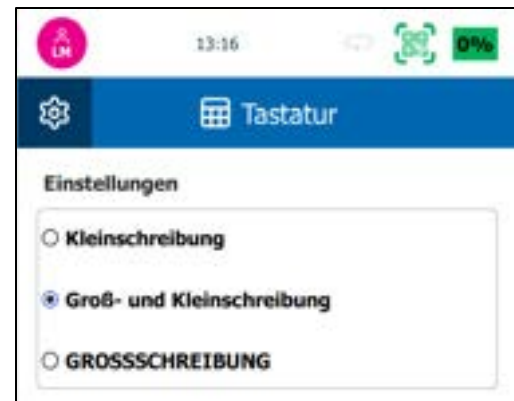 LM
13:16
0%
Tastatur
Einstellungen
Kleinschreibung
Groß- und Kleinschreibung
GROSSSCHREIBUNG